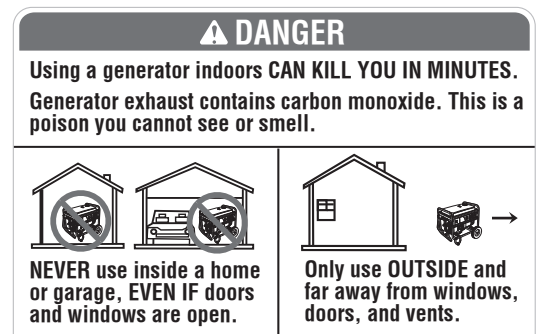 DANGER
Using a generator indoors CAN KILL YOU IN MINUTES.
Generator exhaust contains carbon monoxide. This is a
poison you cannot see or smell.
NEVER use inside a home
or garage, EVEN IF doors
and windows are open.
Only use OUTSIDE and
far away from windows,
doors, and vents.